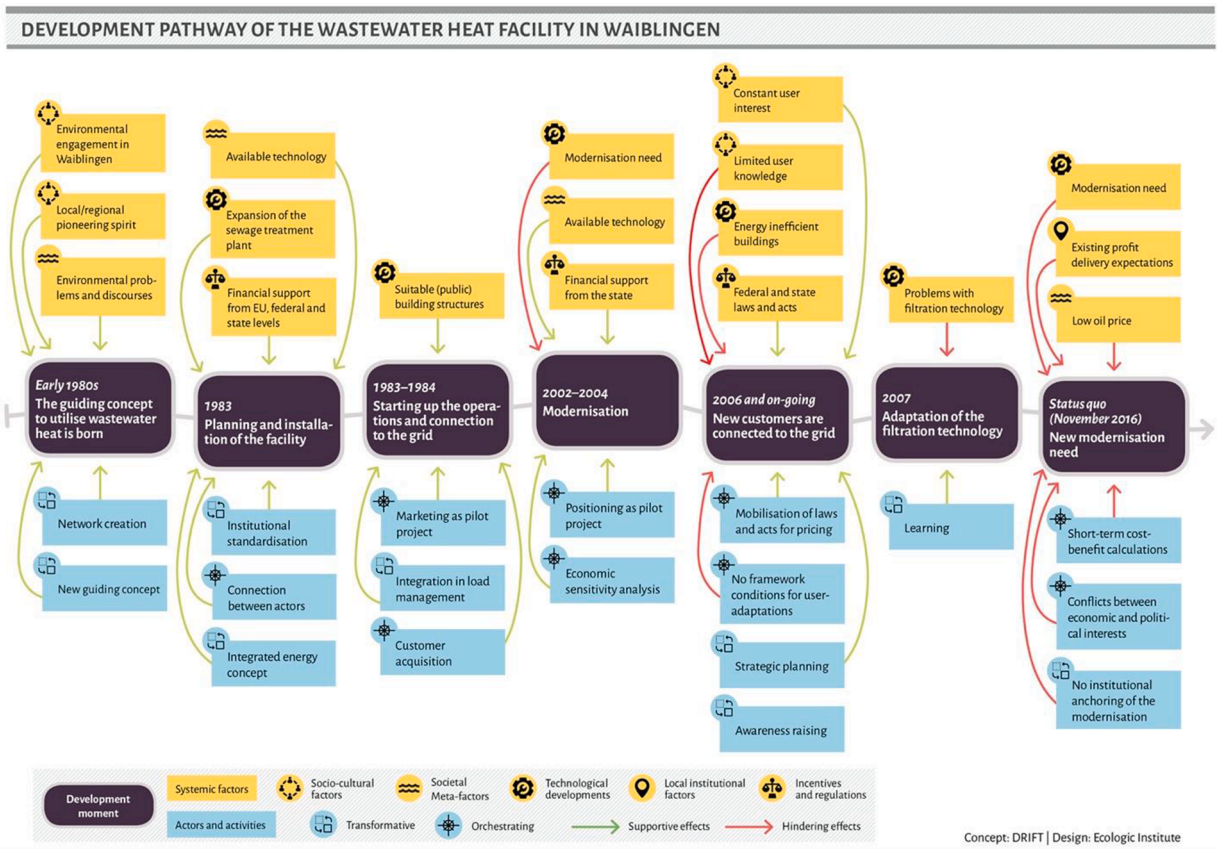 DEVELOPMENT PATHWAY OF THE WASTEWATER HEAT FACILITY IN WAIBLINGEN
Environmental
engagement in
Waiblingen
Local/regional
pioneering spirit
Environmental prob-
lems and discourses
Available technology
Expansion of the
sewage treatment
plant
Financial support
from EU, federal and
state levels
Suitable (public)
building structures
Modernisation need
Available technology
Financial support
from the state
Constant user
interest
Limited user
knowledge
Energy inefficient
buildings
Federal and state
laws and acts
Problems with
filtration technology
Modernisation need
Existing profit
delivery expectations
Low oil price
Early 1980s
The guiding concept
to utilise wastewater
heat is born
1983
Planning and installa-
tion of the facility
1983–1984
Starting up the opera-
tions and connection
to the grid
2002–2004
Modernisation
2006 and on-going
New customers are
connected to the grid
2007
Adaptation of the
filtration technology
Status quo
(November 2016)
New modernisation
need
Network creation
New guiding concept
Institutional
standardisation
Connection
between actors
Integrated energy
concept
Marketing as pilot
project
Integration in load
management
Customer
acquisition
Positioning as pilot
project
Economic
sensitivity analysis
Mobilisation of laws
and acts for pricing
No framework
conditions for user-
adaptations
Strategic planning
Awareness raising
Learning
Short-term cost-
benefit calculations
Conflicts between
economic and politi-
cal interests
No institutional
anchoring of the
modernisation
Development
moment
Systemic factors
Socio-cultural
factors
Societal
Meta-factors
Technological
developments
Local institutional
factors
Incentives
and regulations
Actors and activities
Transformative
Orchestrating
Supportive effects
Hindering effects
Concept: DRIFT | Design: Ecologic Institute